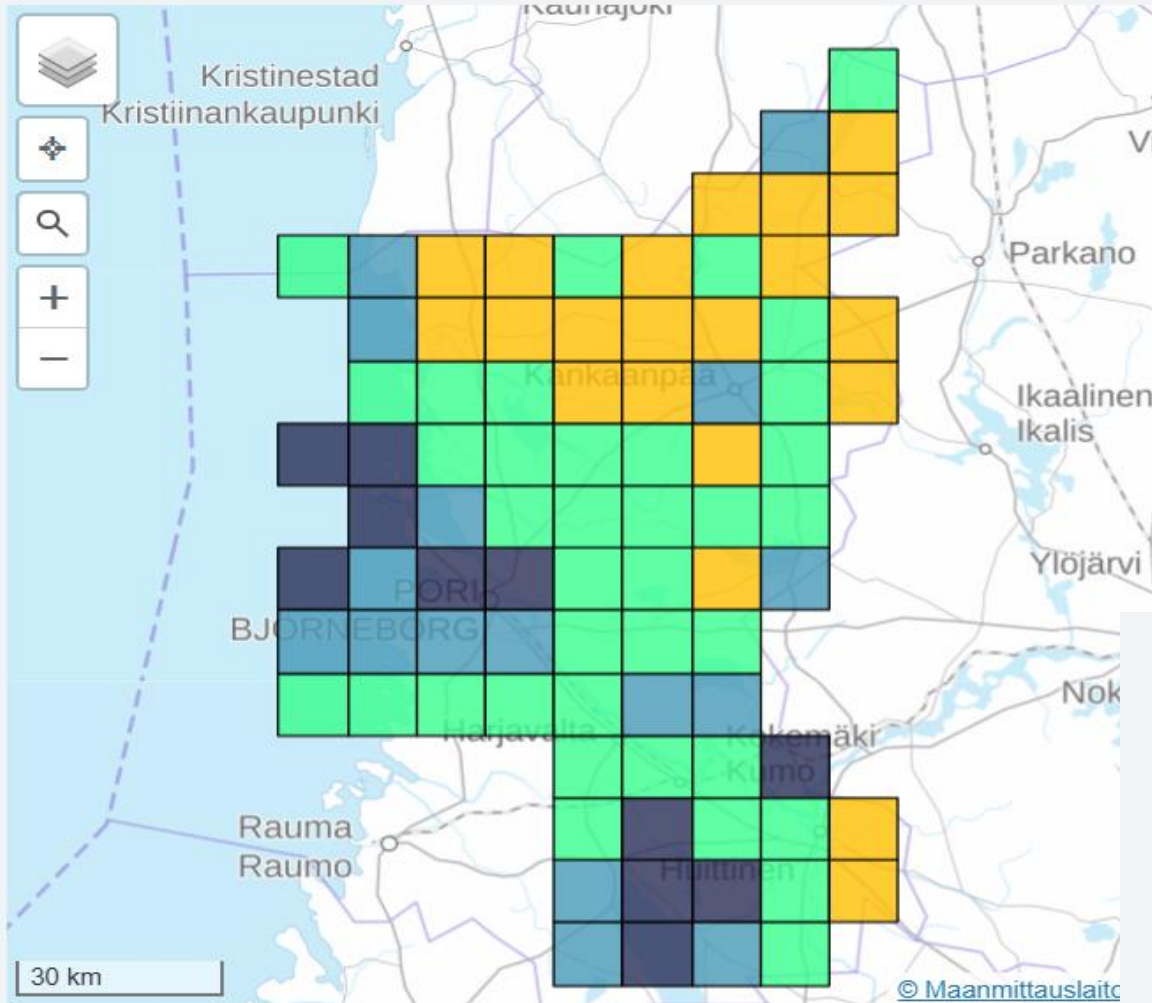 Kauhajoki
Kristinestad
Kristiinankaupunki
Parkano
Kankaanpää
Ikaalinen
Ikalis
PORI
Ylöjärvi
BJÖRNEBORG
Nok
Harjavalta
Kokemäki
Kumo
Rauma
Raumo
Huittinen
30 km
© Maanmittauslaito